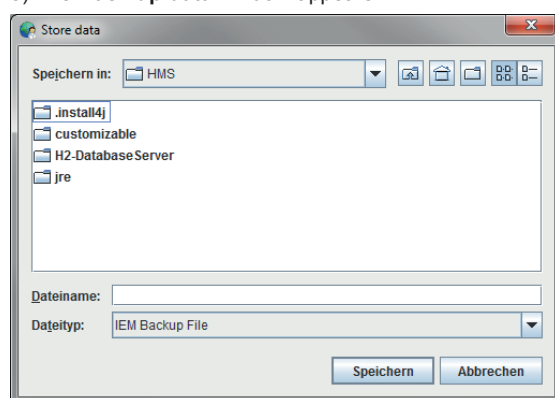 Store data
Speichern in: HMS
.install4j
customizable
H2-DatabaseServer
jre
Dateiname:
Dateityp: IEM Backup File
Speichern Abbrechen